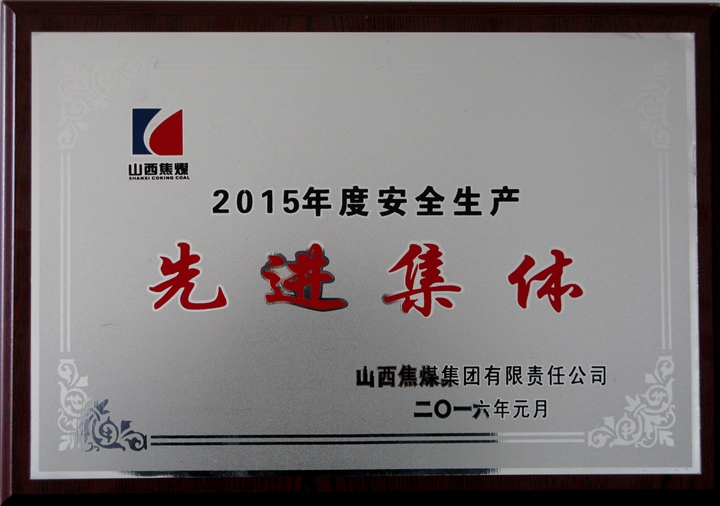 山西焦煤
SHANXI COKING COAL
2015年度安全生产
先进集体
山西焦煤集团有限责任公司
二〇一六年元月